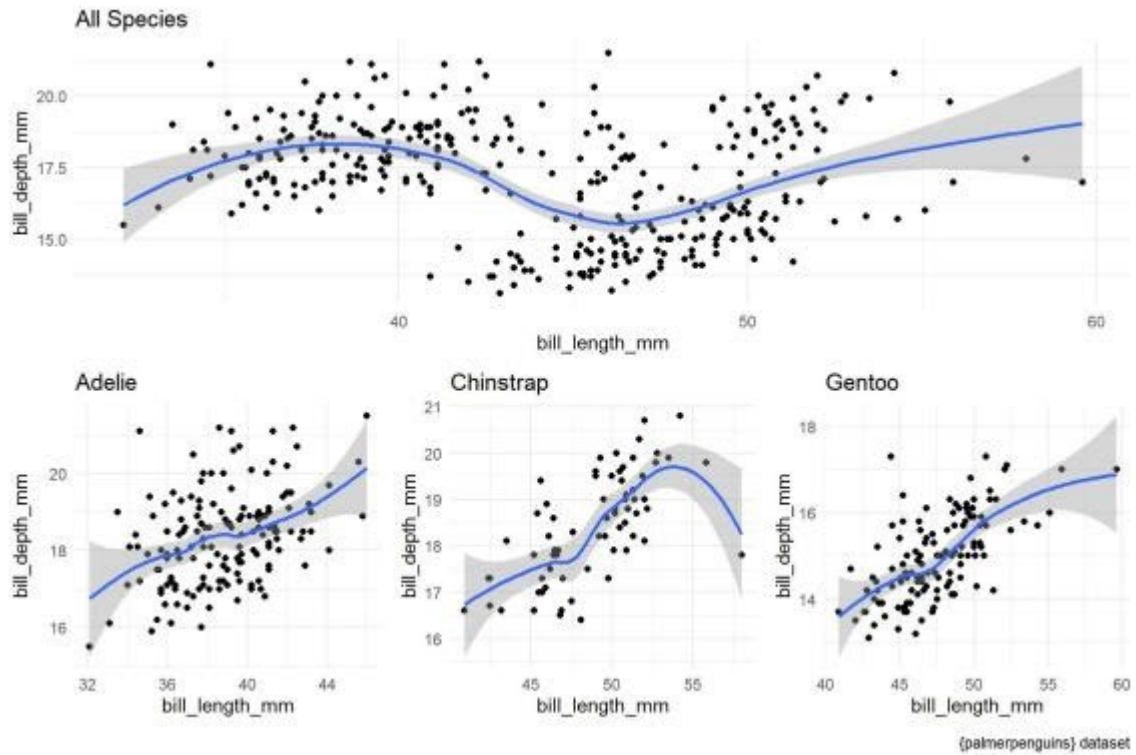 All Species
bill_depth_mm
20.0
17.5
15.0
40 50 60
bill_length_mm
Adelie Chinstrap Gentoo
bill_depth_mm
20
18
16
32 36 40 44
bill_length_mm
bill_depth_mm
21
20
19
18
17
16
45 50 55
bill_length_mm
bill_depth_mm
18
16
14
40 45 50 55 60
bill_length_mm
{palmerpenguins} dataset